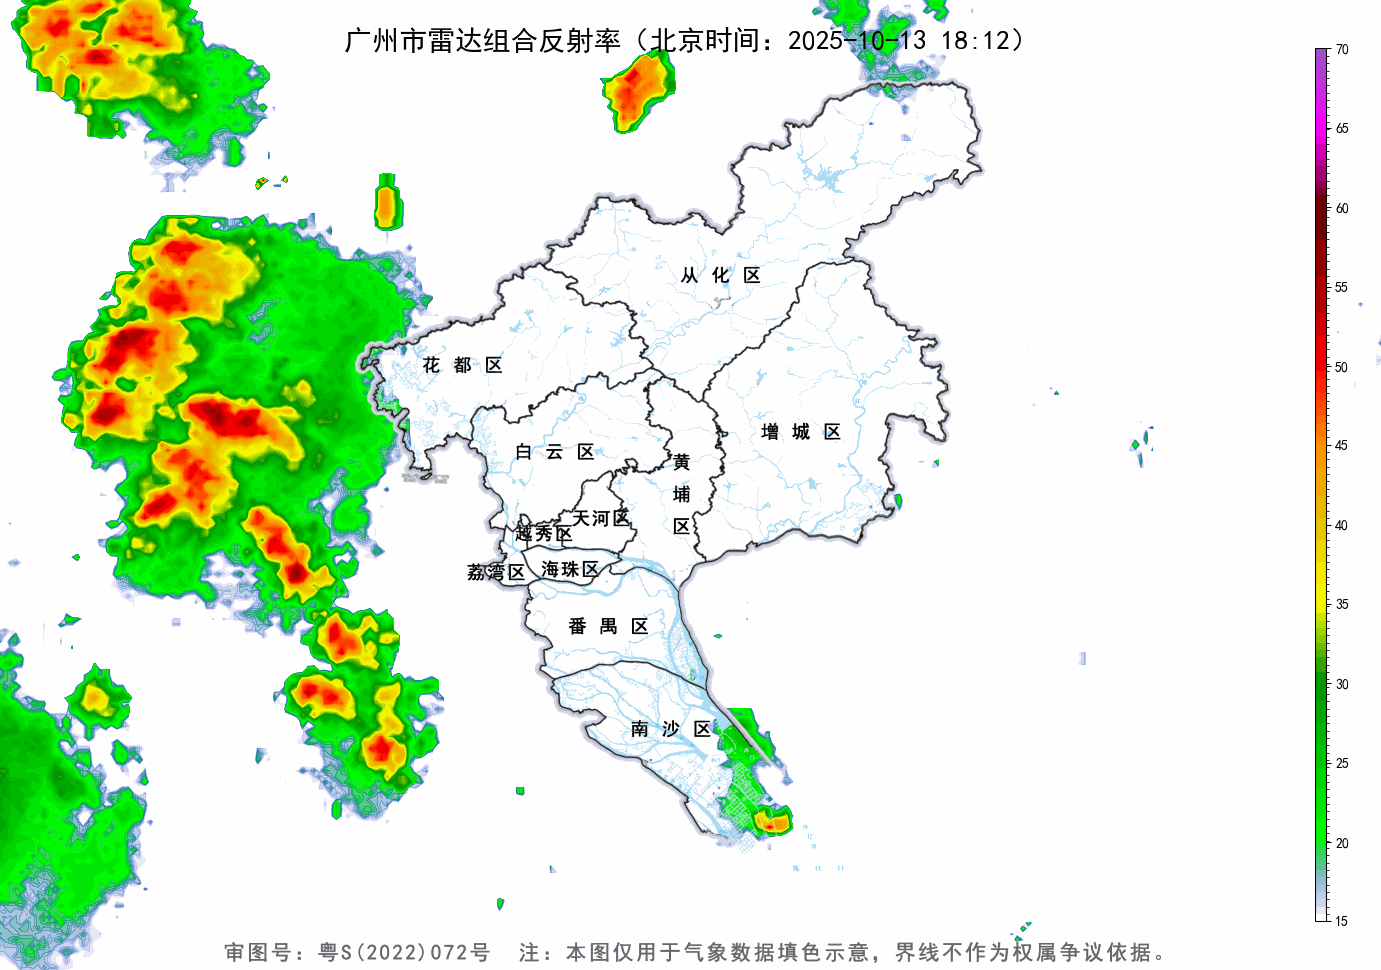 广州市雷达组合反射率（北京时间：2025-10-13 18:12）
70
65
60
55
50
45
40
35
30
25
20
15
从化区
花都区
增城区
白云区
黄埔区
天河区
越秀区
荔湾区
海珠区
番禺区
南沙区
审图号：粤S(2022)072号 注：本图仅用于气象数据填色示意，界线不作为权属争议依据。